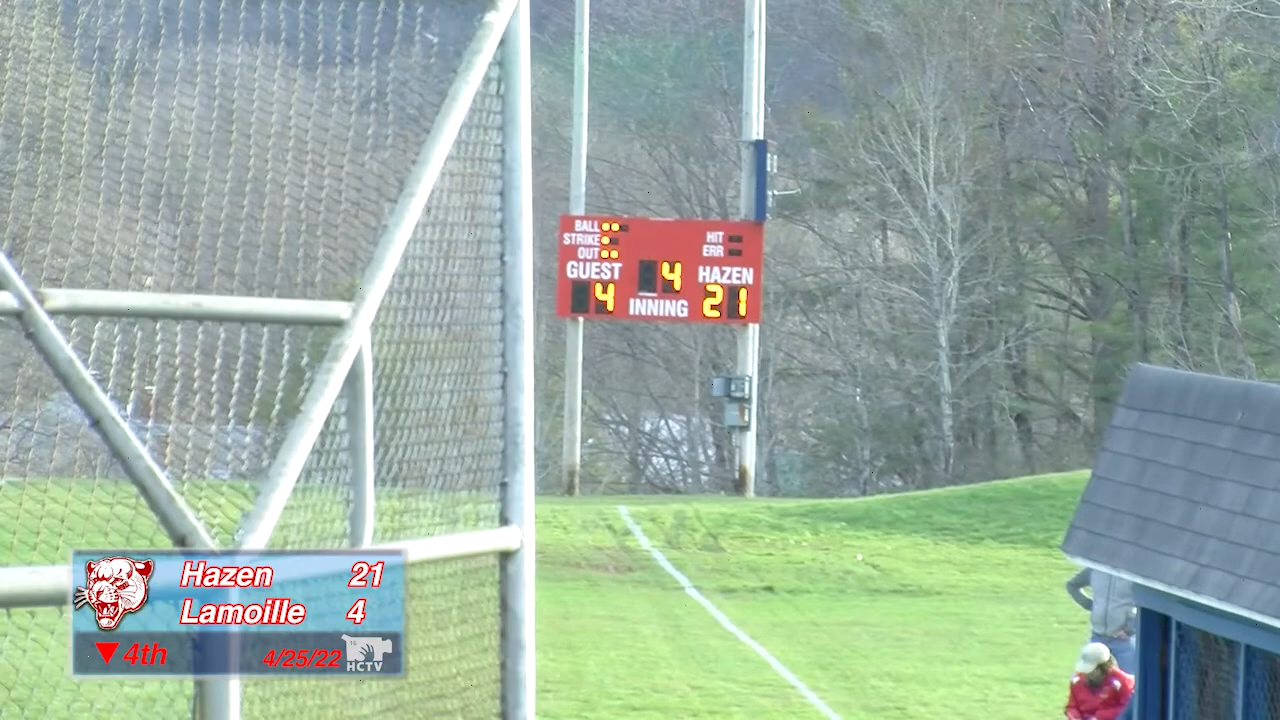 BALL
STRIKE
OUT
HIT
ERR
GUEST 4 HAZEN
4 INNING 21
Hazen 21
Lamoille 4
▼4th 4/25/22 HCTV